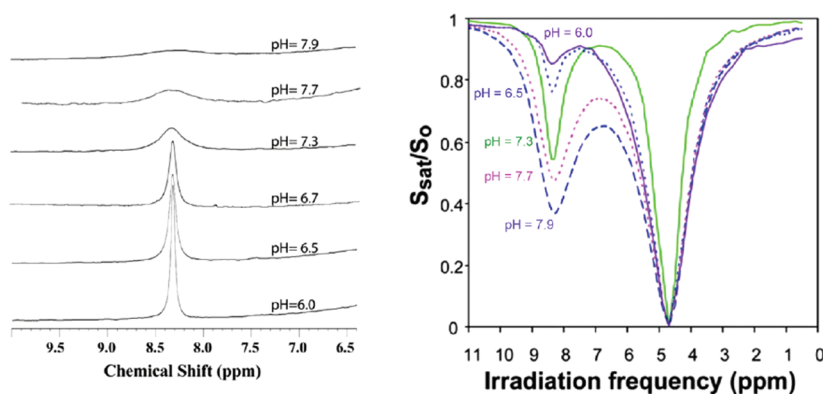 pH= 7.9
pH= 7.7
pH= 7.3
pH= 6.7
pH= 6.5
pH=6.0
9.5 9.0 8.5 8.0 7.5 7.0 6.5
Chemical Shift (ppm)
Ssat/So
1
0.8
0.6
0.4
0.2
0
pH= 6.0
pH= 6.5
pH= 7.3
pH= 7.7
pH = 7.9
11 10 9 8 7 6 5 4 3 2 1 0
Irradiation frequency (ppm)